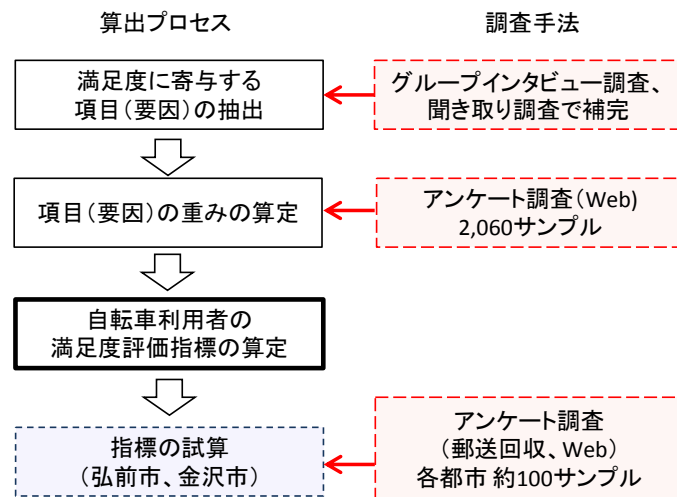 算出プロセス
調査手法
満足度に寄与する
項目(要因)の抽出
グループインタビュー調査、
聞き取り調査で補完
項目(要因)の重みの算定
アンケート調査(Web)
2,060サンプル
自転車利用者の
満足度評価指標の算定
指標の試算
(弘前市、金沢市)
アンケート調査
(郵送回収、Web)
各都市 約100サンプル